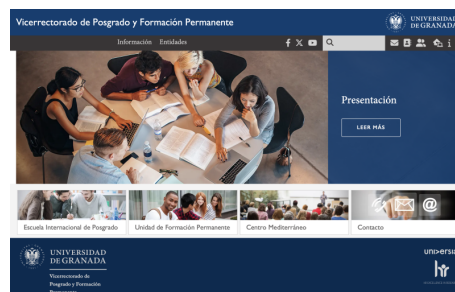 Vicerrectorado de Posgrado y Formación Permanente
UNIVERSIDAD
DE GRANADA
Información Entidades
Presentación
LEER MÁS
Escuela Internacional de Posgrado
Unidad de Formación Permanente
Centro Mediterráneo
Contacto
UNIVERSIDAD
DE GRANADA
Vicerrectorado de
Posgrado y Formación
Permanente